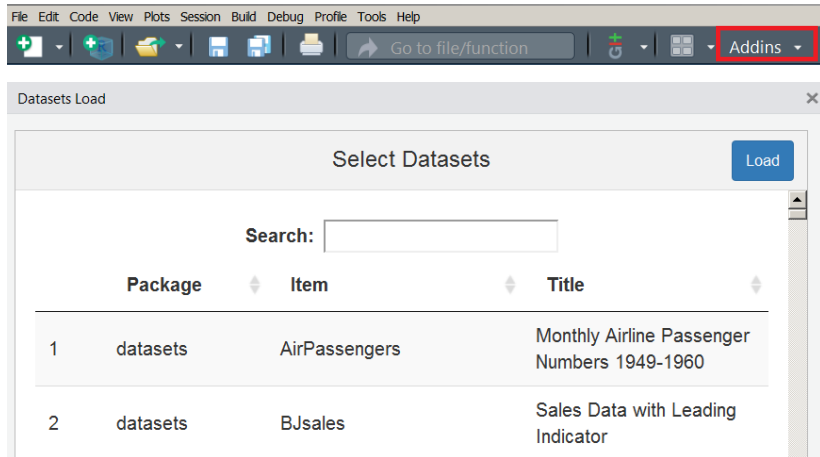 File Edit Code View Plots Session Build Debug Profile Tools Help
Go to file/function Addins
Datasets Load
Select Datasets Load
Search:
Package Item Title
1 datasets AirPassengers Monthly Airline Passenger
Numbers 1949-1960
2 datasets BJsales Sales Data with Leading
Indicator